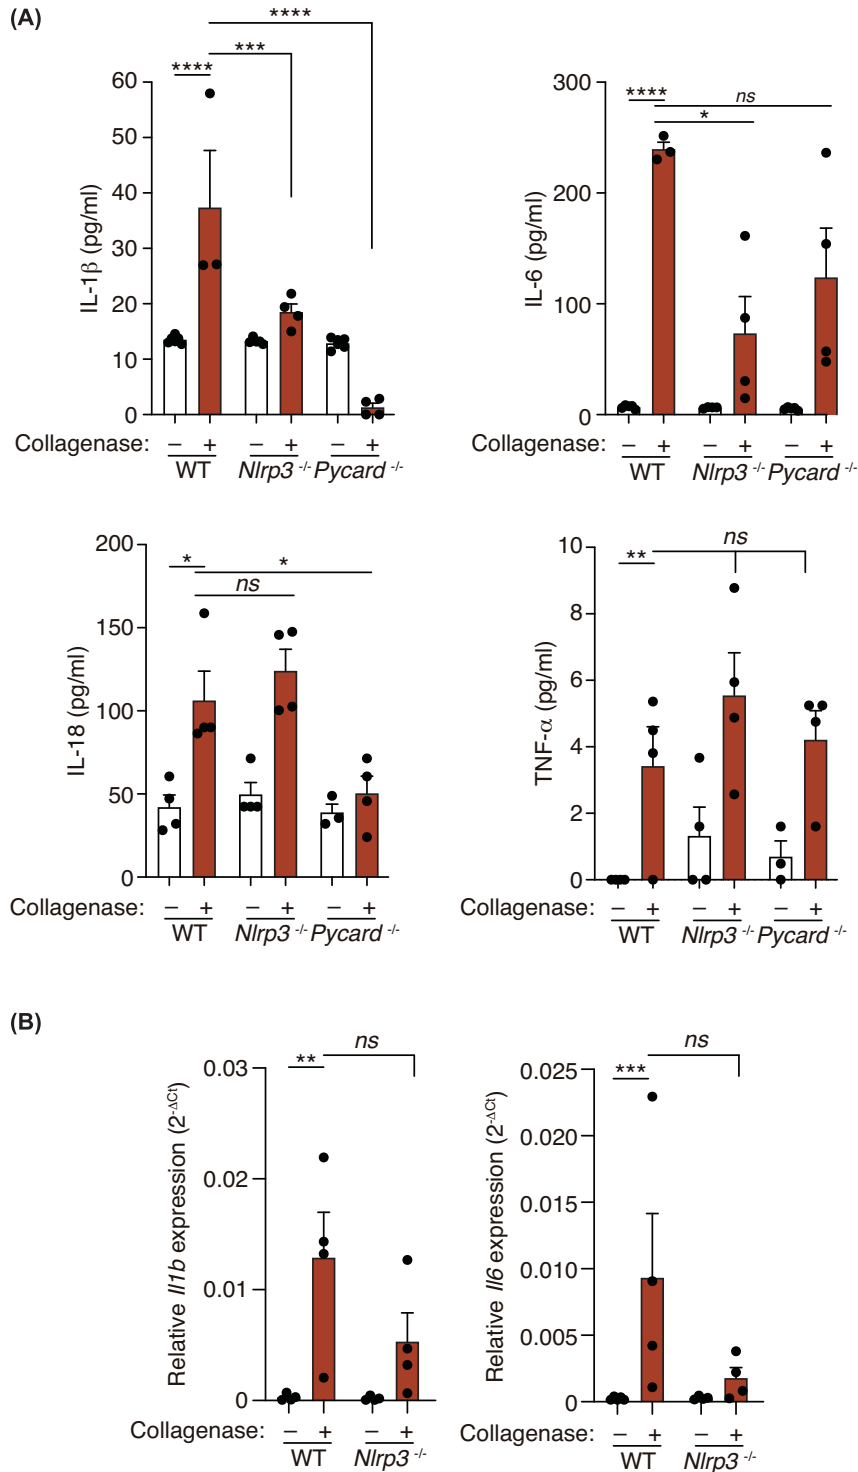 (A)
****
***
****
60
50
40
30
20
10
0
IL-1β (pg/ml)
Collagenase: – + – + – +
WT Nlrp3 -/- Pycard -/-
****
ns
*
300
200
100
0
IL-6 (pg/ml)
Collagenase: – + – + – +
WT Nlrp3 -/- Pycard -/-
*
*
ns
200
150
100
50
0
IL-18 (pg/ml)
Collagenase: – + – + – +
WT Nlrp3 -/- Pycard -/-
ns
**
10
8
6
4
2
0
TNF-α (pg/ml)
Collagenase: – + – + – +
WT Nlrp3 -/- Pycard -/-
(B)
ns
**
0.03
0.02
0.01
0
Relative Il1b expression (2-ΔCt)
Collagenase: – + – +
WT Nlrp3 -/-
ns
***
0.025
0.020
0.015
0.010
0.005
0
Relative Il6 expression (2-ΔCt)
Collagenase: – + – +
WT Nlrp3 -/-